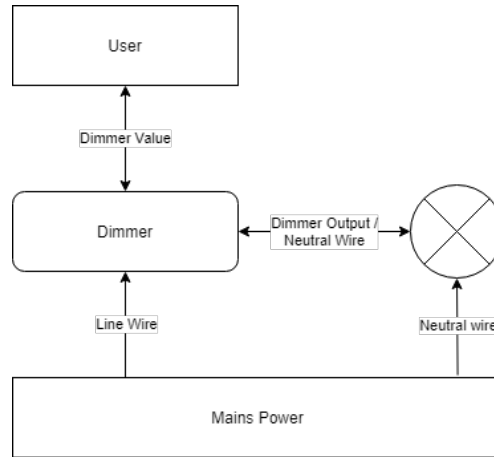 User
Dimmer Value
Dimmer
Dimmer Output /
Neutral Wire
Line Wire
Neutral wire
Mains Power